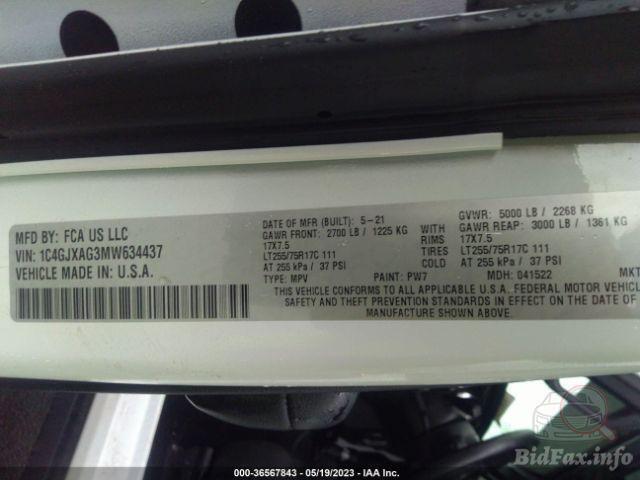 MFD BY: FCA US LLC
VIN: 1C4GJXAG3MW634437
VEHICLE MADE IN U.S.A.
DATE OF MFR (BUILT): 5-21
GAWR FRONT: 2700 LB / 1225 KG
17X7.5
LT255/75R17C 111
AT 255 kPa / 37 PSI
TYPE: MPV
WITH
RIMS
TIRES
COLD
GVWR: 5000 LB / 2268 KG
GAWR REAR: 3000 LB / 1361 KG
17X7.5
LT255/75R17C 111
AT 255 kPa / 37 PSI
PAINT: PW7
MDH: 041522
MKT
THIS VEHICLE CONFORMS TO ALL APPLICABLE U.S.A. FEDERAL MOTOR VEHIC
SAFETY AND THEFT PREVENTION STANDARDS IN EFFECT ON THE DATE OF
MANUFACTURE SHOWN ABOVE.
000-36567843 / 05/19/2023 - IAA Inc.
BidFax.info